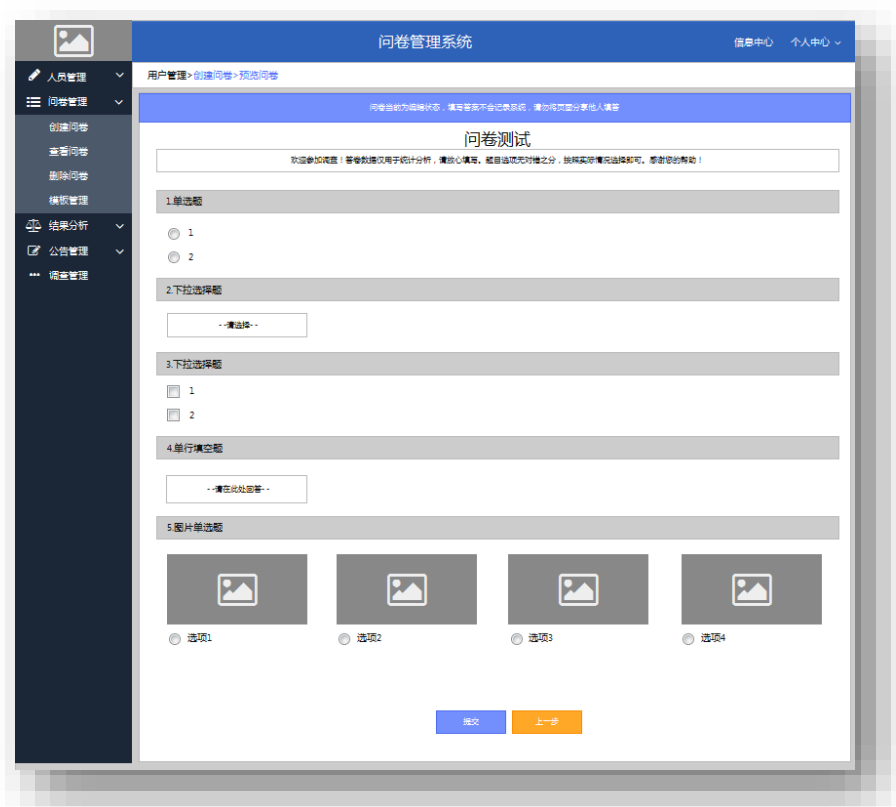 问卷管理系统
信息中心 个人中心
人员管理
问卷管理
创建问卷
查看问卷
删除问卷
模板管理
结果分析
公告管理
调查管理
用户管理>创建问卷>预览问卷
问卷当前为编辑状态，填写答案不会记录系统，请勿将页面分享他人填答
问卷测试
欢迎参加调查！答卷数据仅用于统计分析，请放心填写。题目选项无对错之分，按照实际情况选择即可。感谢您的帮助！
1.单选题
1
2
2.下拉选择题
--请选择--
3.下拉选择题
1
2
4.单行填空题
--请在此处回答--
5.图片单选题
选项1 选项2 选项3 选项4
提交 上一步